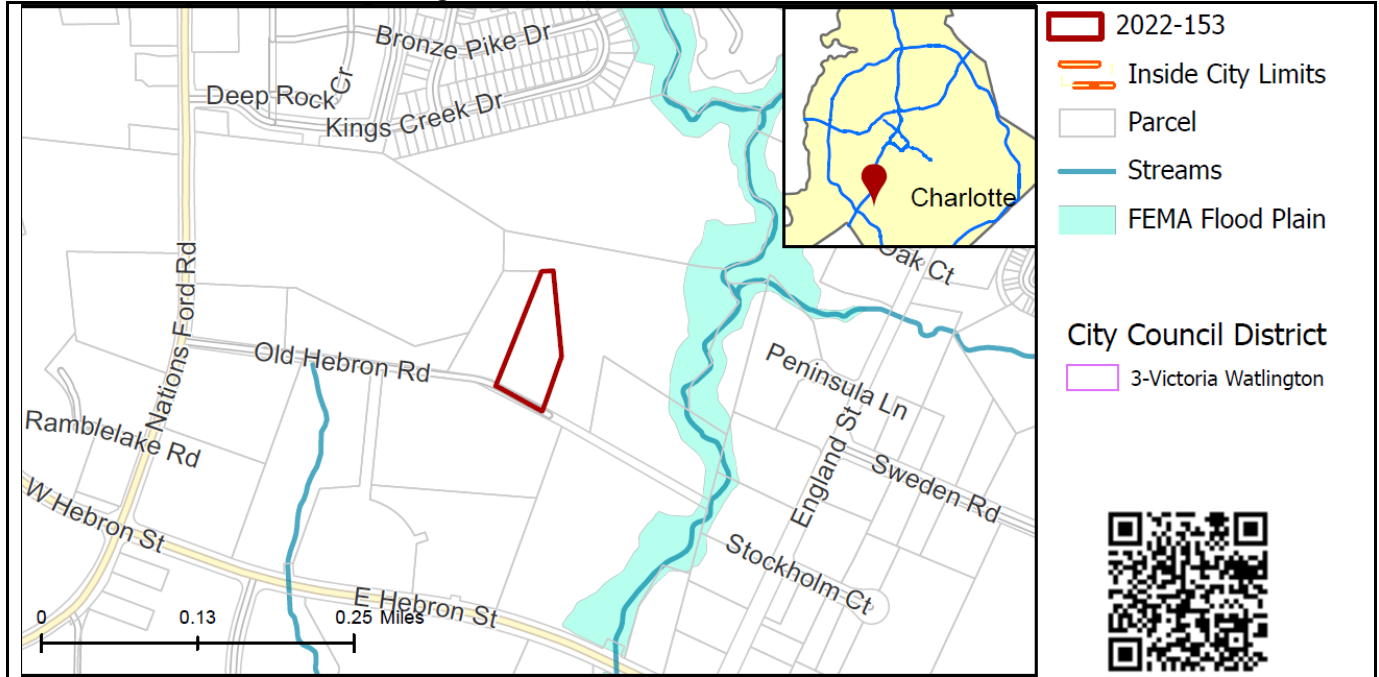 Bronze Pike Dr
Deep Rock Cr
Kings Creek Dr
Nations Ford Rd
Old Hebron Rd
Ramblelake Rd
W Hebron St
E Hebron St
Oak Ct
Peninsula Ln
England St
Sweden Rd
Stockholm Ct
0
0.13
0.25 Miles
Charlotte
2022-153
Inside City Limits
Parcel
Streams
FEMA Flood Plain
City Council District
3-Victoria Watlington